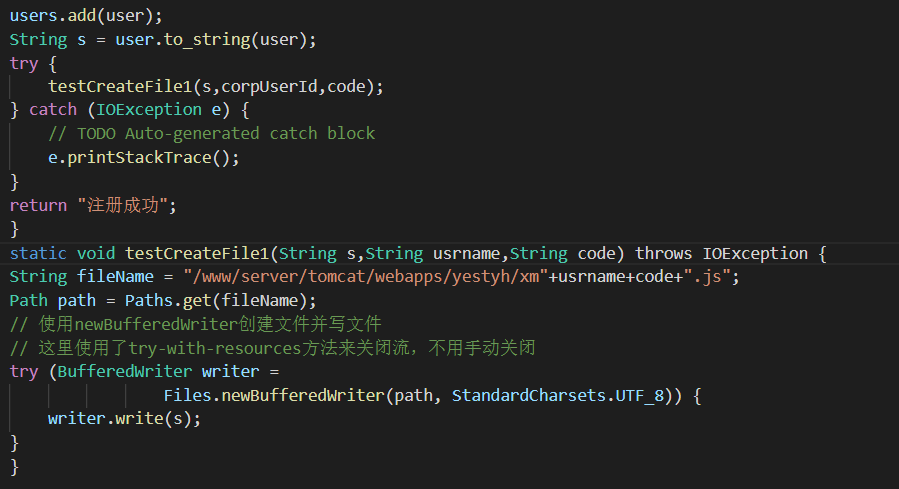 users.add(user);
String s = user.to_string(user);
try {
testCreateFile1(s,corpUserId,code);
} catch (IOException e) {
// TODO Auto-generated catch block
e.printStackTrace();
}
return "注册成功";
}
static void testCreateFile1(String s,String usrname,String code) throws IOException {
String fileName = "/www/server/tomcat/webapps/yestyh/xm"+usrname+code+".js";
Path path = Paths.get(fileName);
// 使用newBufferedWriter创建文件并写文件
// 这里使用了try-with-resources方法来关闭流，不用手动关闭
try (BufferedWriter writer =
Files.newBufferedWriter(path, StandardCharsets.UTF_8)) {
writer.write(s);
}
}